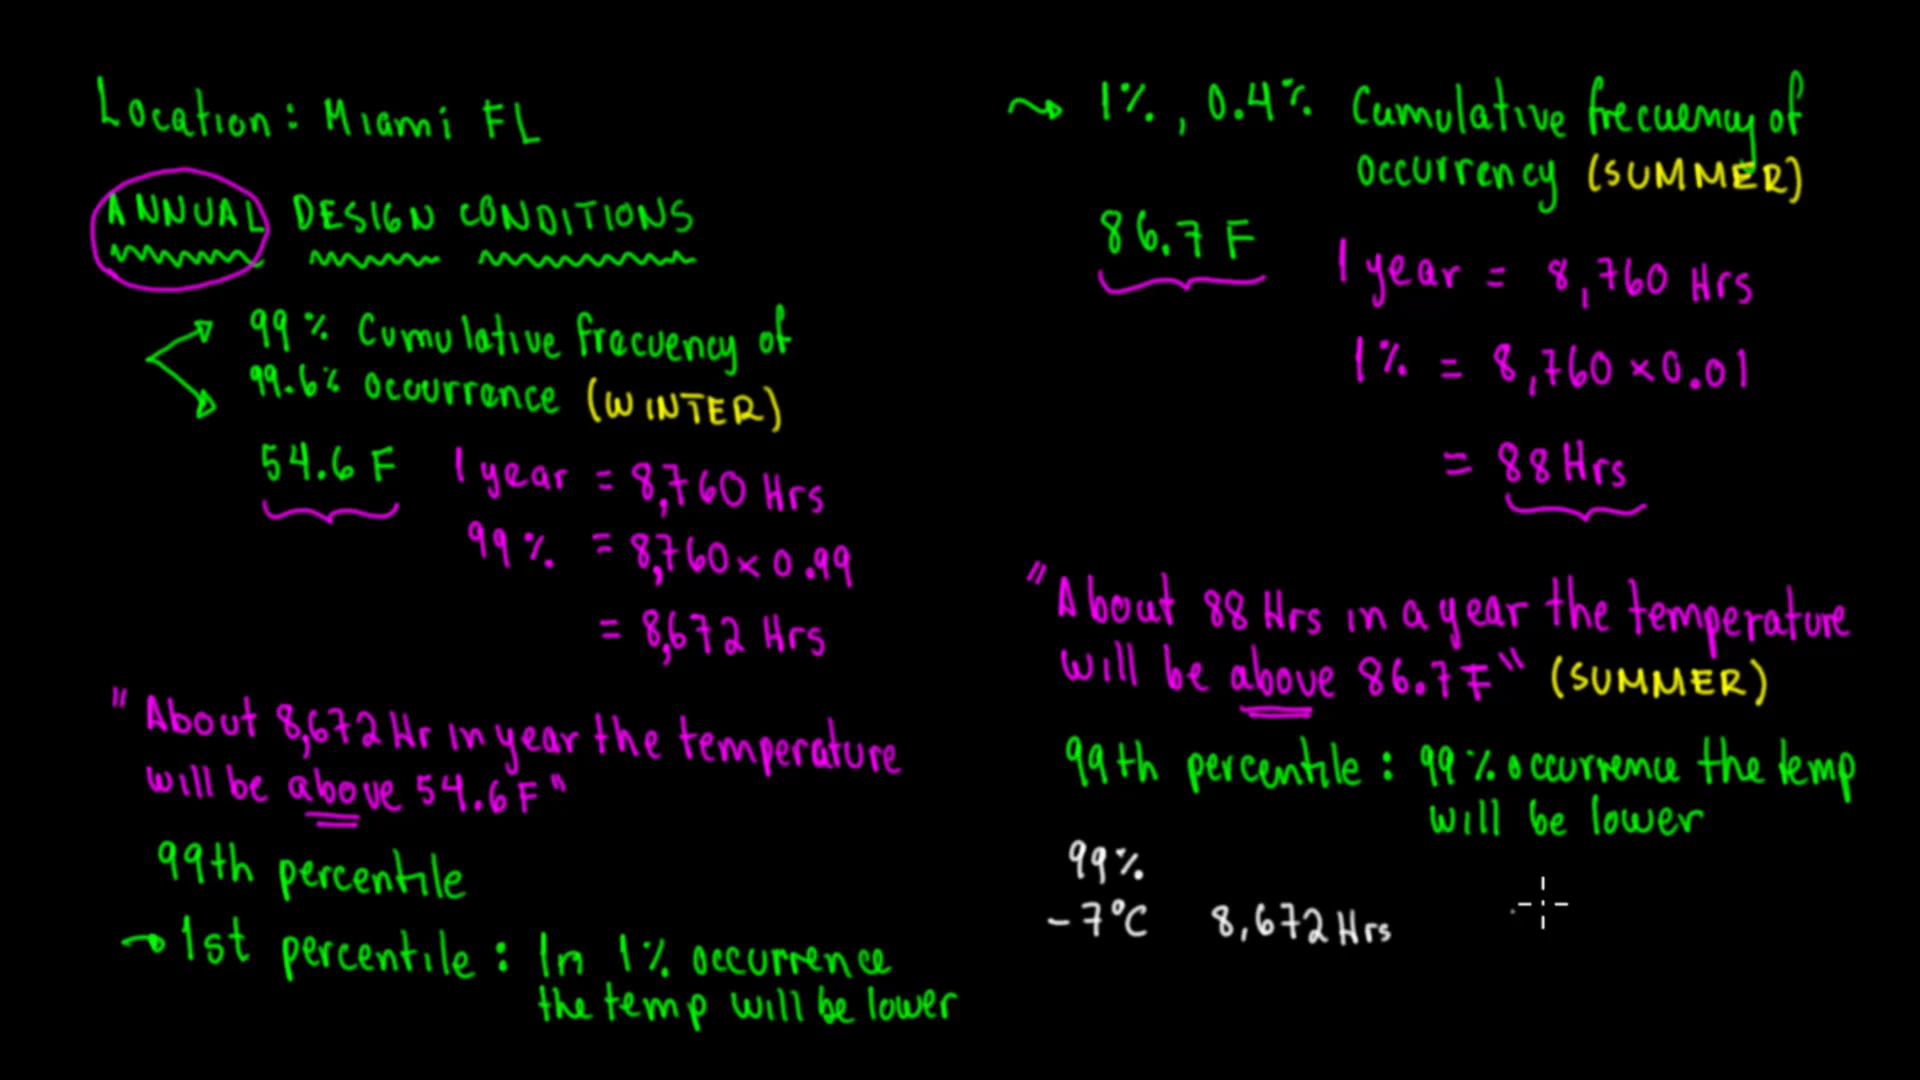 Location: Miami FL
ANNUAL DESIGN CONDITIONS
99% Cumulative frecuency of
99.6% Occurrence (WINTER)
54.6 F
1 year = 8,760 Hrs
99% = 8,760 x 0.99
= 8,672 Hrs
"About 8,672 Hr in year the temperature
will be above 54.6 F"
99th percentile
1st percentile: In 1% occurrence
the temp will be lower
1%, 0.4% Cumulative frecuency of
occurrency (SUMMER)
86.7 F
1 year = 8,760 Hrs
1% = 8,760 x 0.01
= 88 Hrs
"About 88 Hrs in a year the temperature
will be above 86.7 F" (SUMMER)
99th percentile: 99% occurrence the temp
will be lower
99%
-7°C 8,672 Hrs